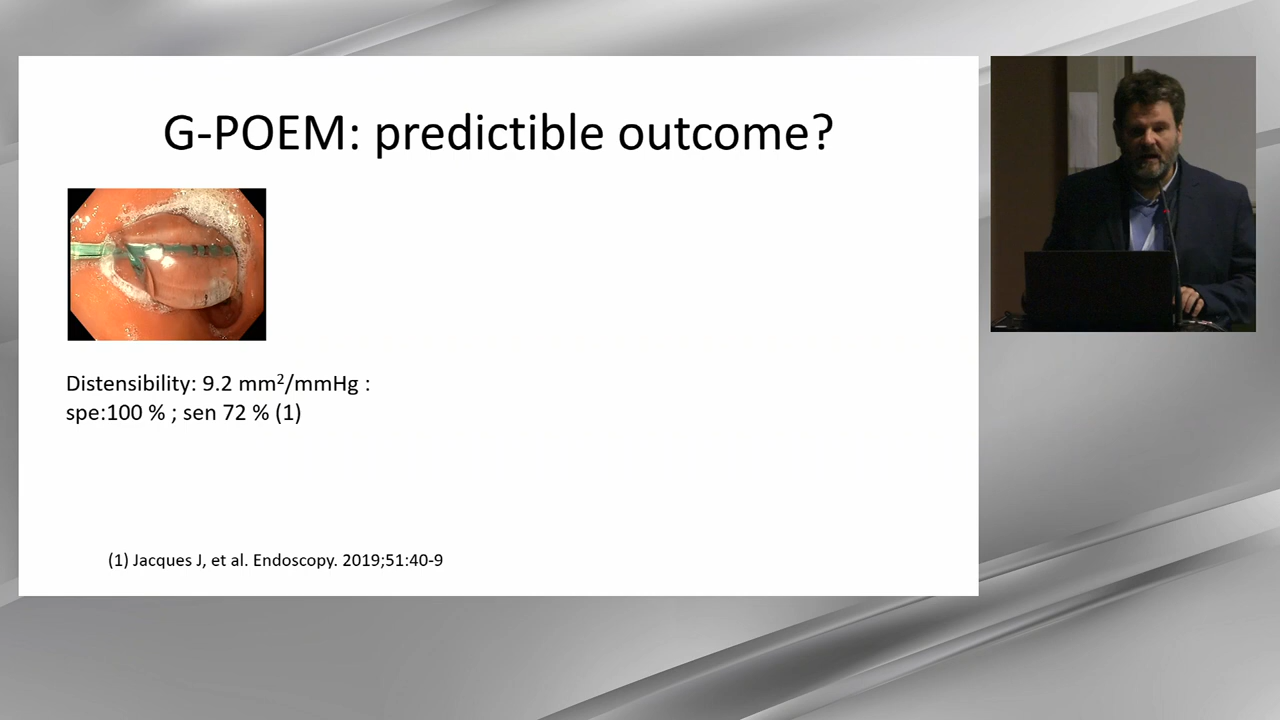 G-POEM: predictible outcome?
Distensibility: 9.2 mm²/mmHg :
spe:100 % ; sen 72 % (1)
(1) Jacques J, et al. Endoscopy. 2019;51:40-9